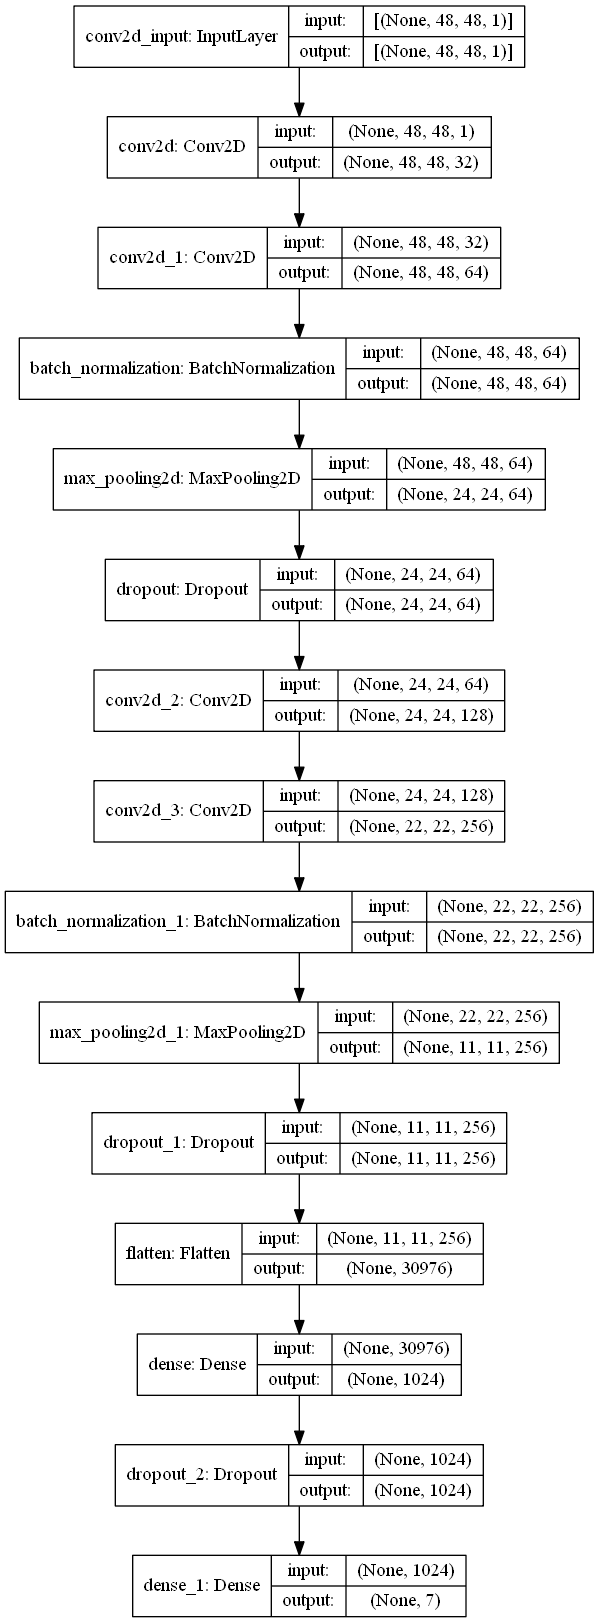 conv2d_input: InputLayer
input: [(None, 48, 48, 1)]
output: [(None, 48, 48, 1)]
conv2d: Conv2D
input: (None, 48, 48, 1)
output: (None, 48, 48, 32)
conv2d_1: Conv2D
input: (None, 48, 48, 32)
output: (None, 48, 48, 64)
batch_normalization: BatchNormalization
input: (None, 48, 48, 64)
output: (None, 48, 48, 64)
max_pooling2d: MaxPooling2D
input: (None, 48, 48, 64)
output: (None, 24, 24, 64)
dropout: Dropout
input: (None, 24, 24, 64)
output: (None, 24, 24, 64)
conv2d_2: Conv2D
input: (None, 24, 24, 64)
output: (None, 24, 24, 128)
conv2d_3: Conv2D
input: (None, 24, 24, 128)
output: (None, 22, 22, 256)
batch_normalization_1: BatchNormalization
input: (None, 22, 22, 256)
output: (None, 22, 22, 256)
max_pooling2d_1: MaxPooling2D
input: (None, 22, 22, 256)
output: (None, 11, 11, 256)
dropout_1: Dropout
input: (None, 11, 11, 256)
output: (None, 11, 11, 256)
flatten: Flatten
input: (None, 11, 11, 256)
output: (None, 30976)
dense: Dense
input: (None, 30976)
output: (None, 1024)
dropout_2: Dropout
input: (None, 1024)
output: (None, 1024)
dense_1: Dense
input: (None, 1024)
output: (None, 7)